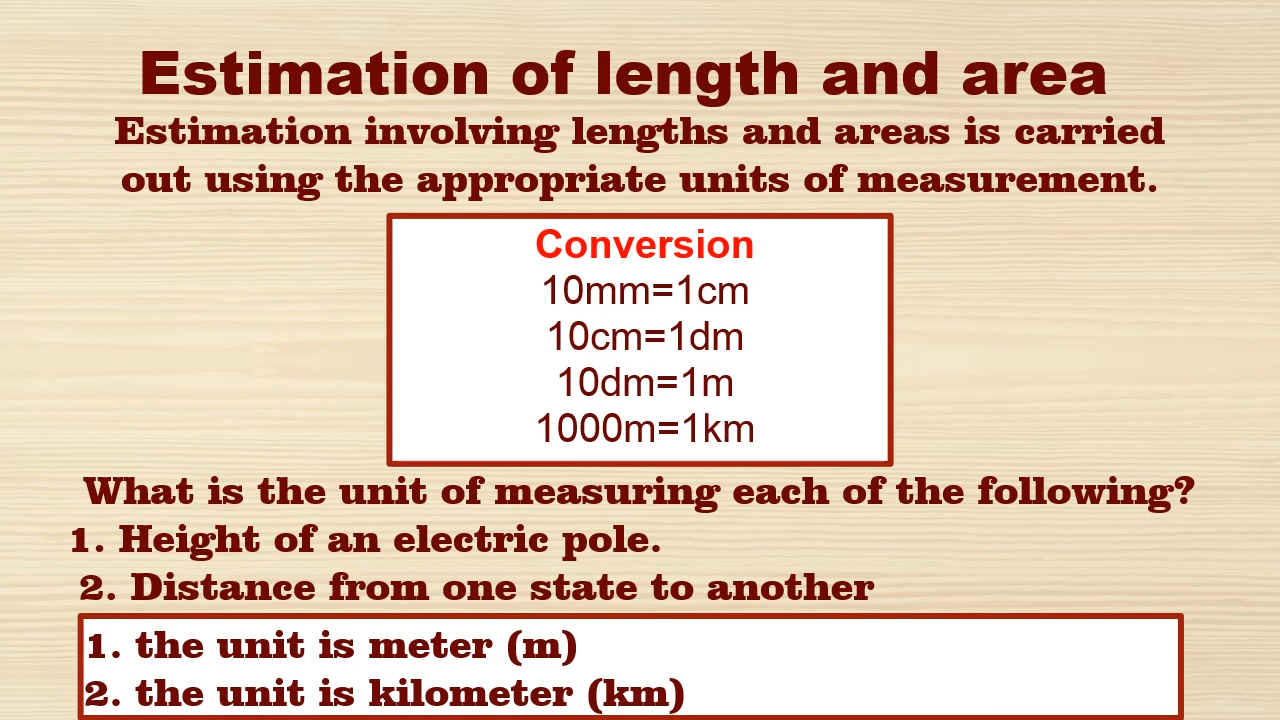 Estimation of length and area
Estimation involving lengths and areas is carried
out using the appropriate units of measurement.
Conversion
10mm=1cm
10cm=1dm
10dm=1m
1000m=1km
What is the unit of measuring each of the following?
1. Height of an electric pole.
2. Distance from one state to another
1. the unit is meter (m)
2. the unit is kilometer (km)